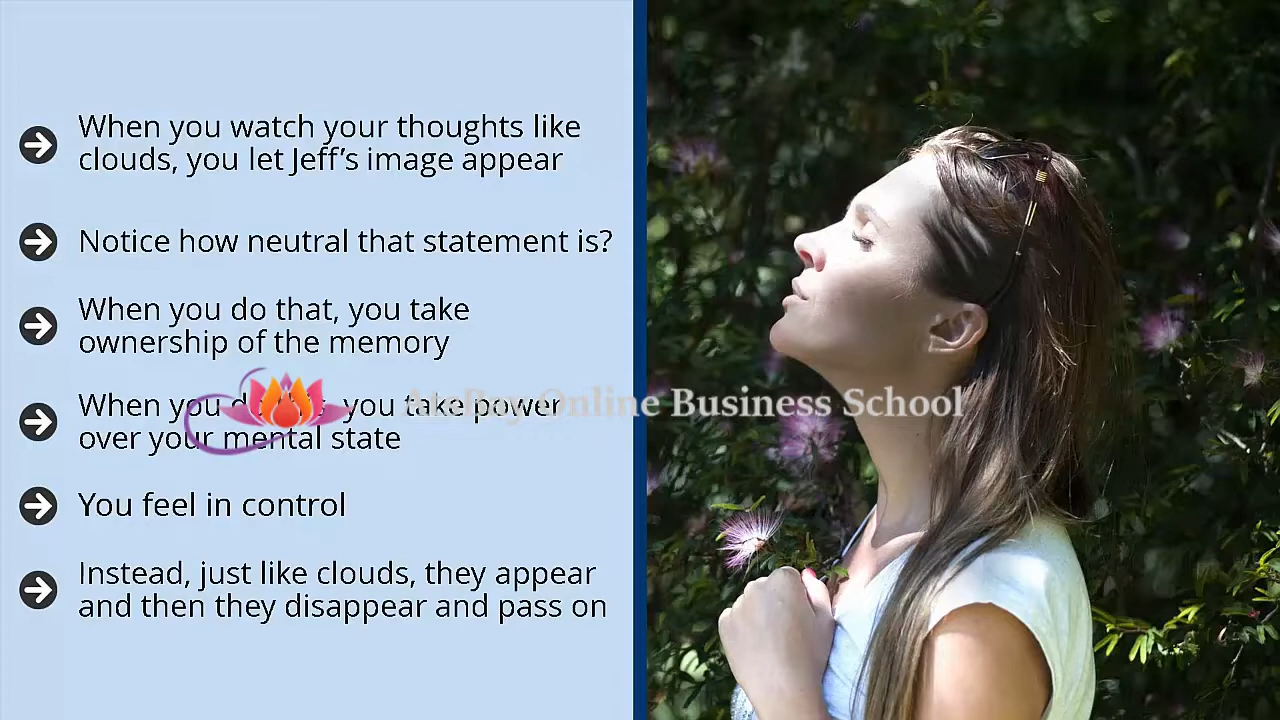 When you watch your thoughts like
clouds, you let Jeff's image appear
Notice how neutral that statement is?
When you do that, you take
ownership of the memory
When you you take power
over your mental state
Online Business School
You feel in control
Instead, just like clouds, they appear
and then they disappear and pass on